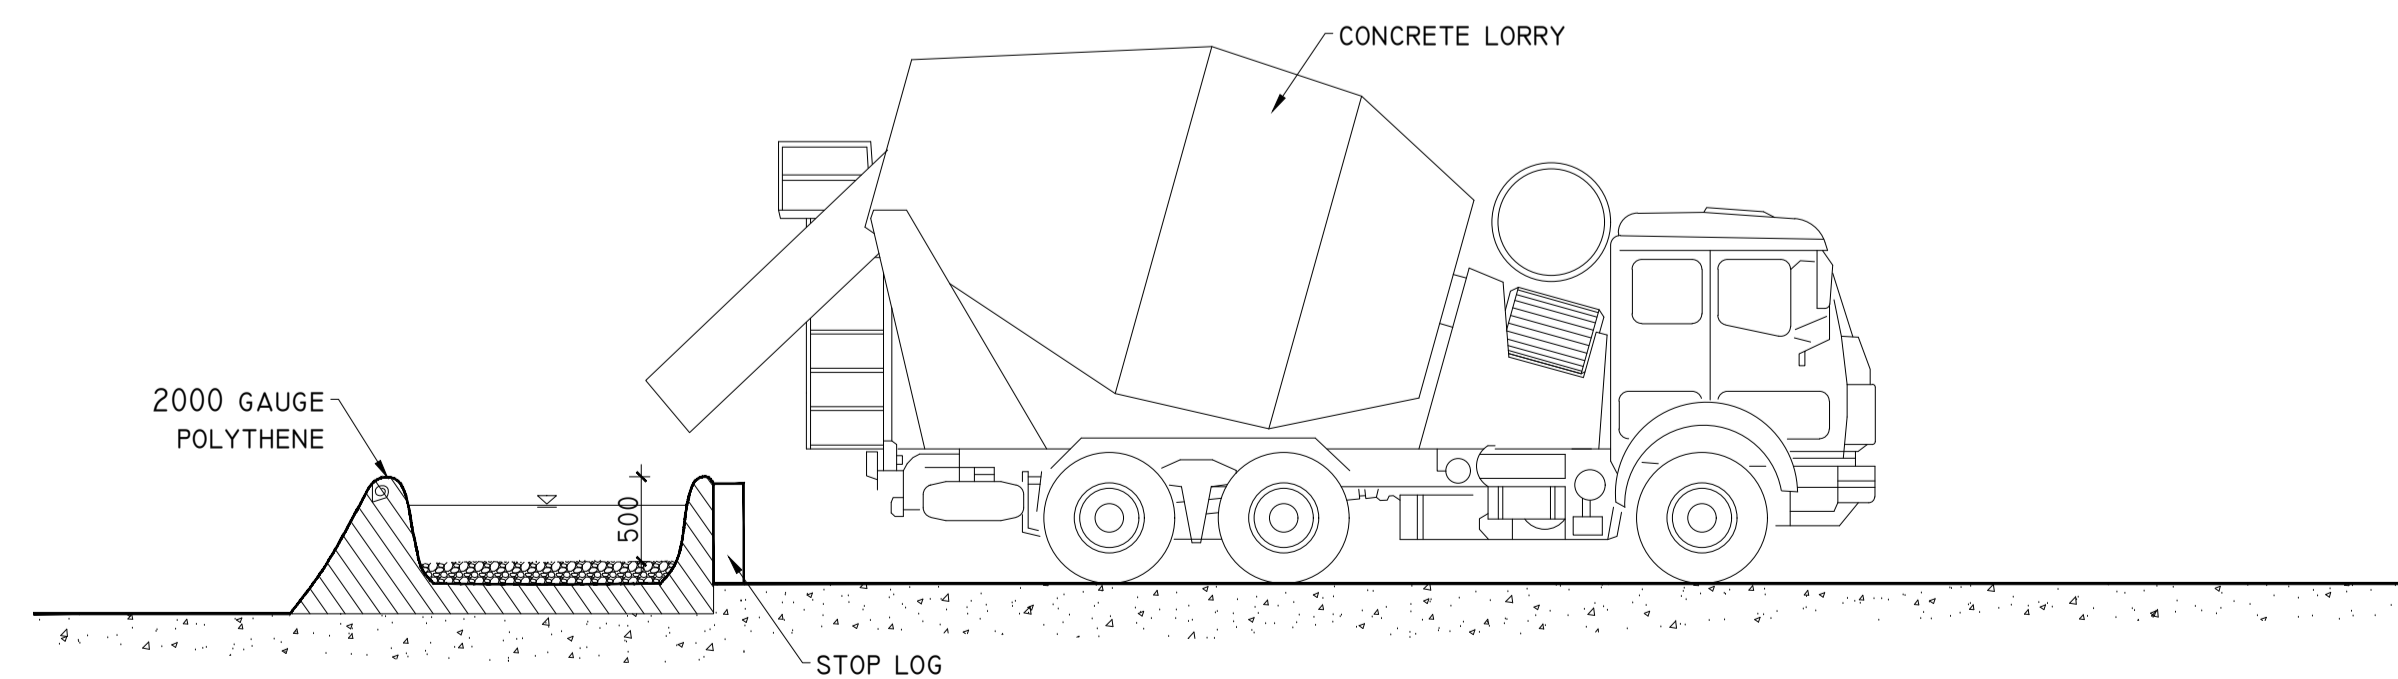 CONCRETE LORRY
2000 GAUGE
POLYTHENE
500
STOP LOG